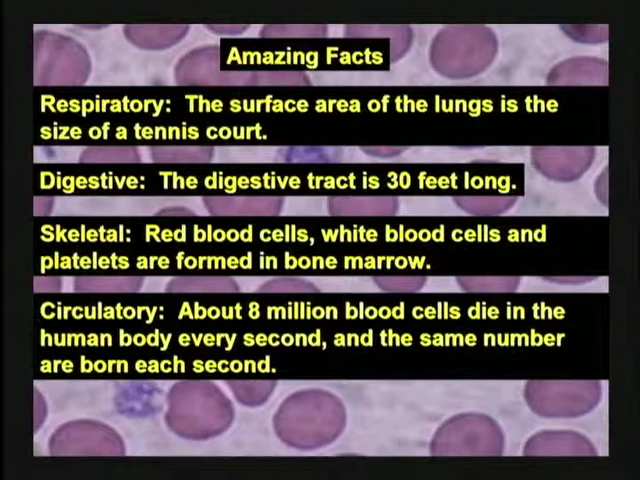 Amazing Facts
Respiratory: The surface area of the lungs is the
size of a tennis court.
Digestive: The digestive tract is 30 feet long.
Skeletal: Red blood cells, white blood cells and
platelets are formed in bone marrow.
Circulatory: About 8 million blood cells die in the
human body every second, and the same number
are born each second.